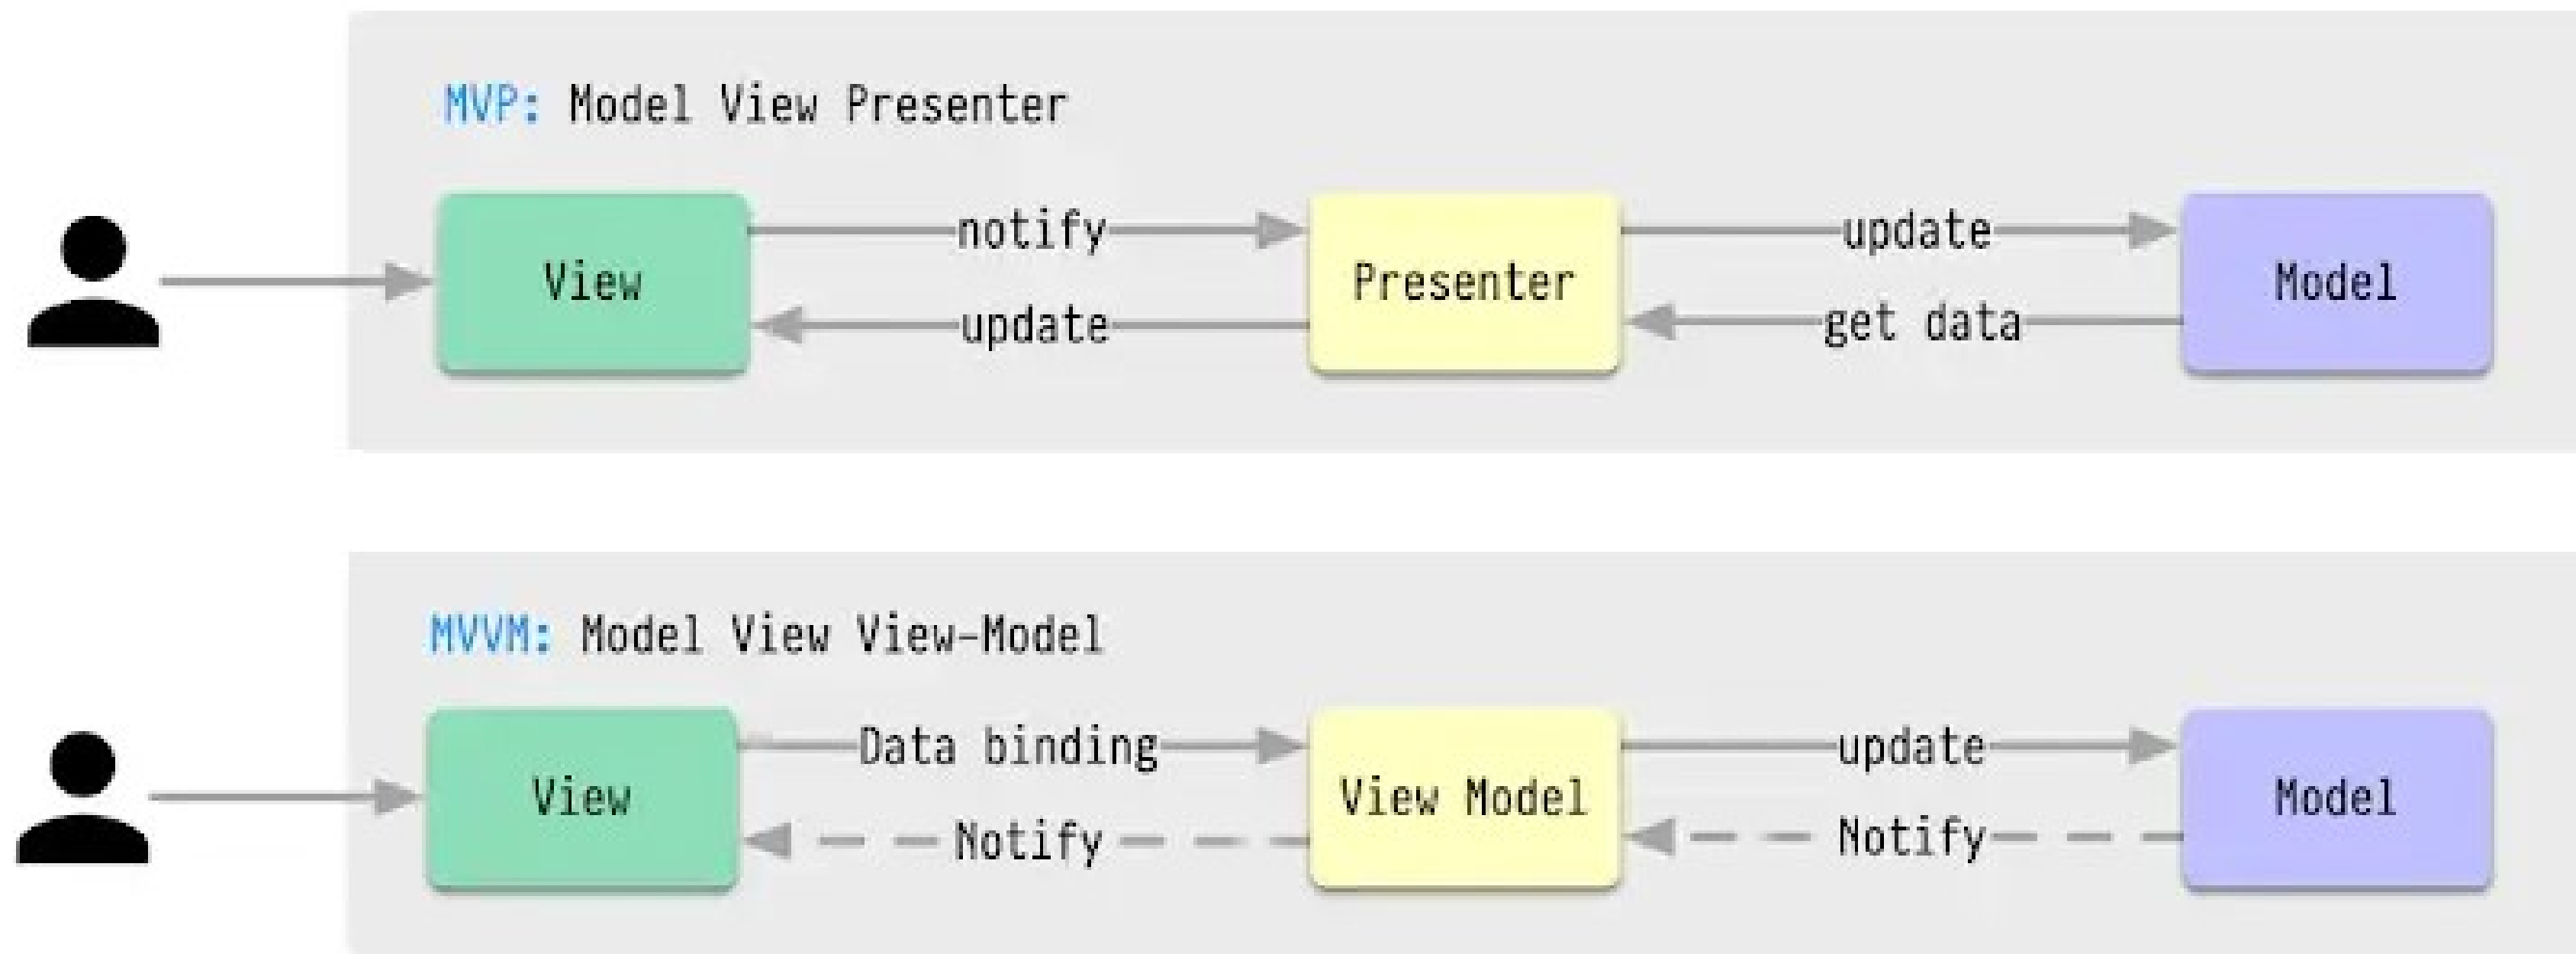 MVP: Model View Presenter
notify
update
View
Presenter
Model
update
get data
MVVM: Model View View-Model
Data binding
update
View
View Model
Model
Notify
Notify